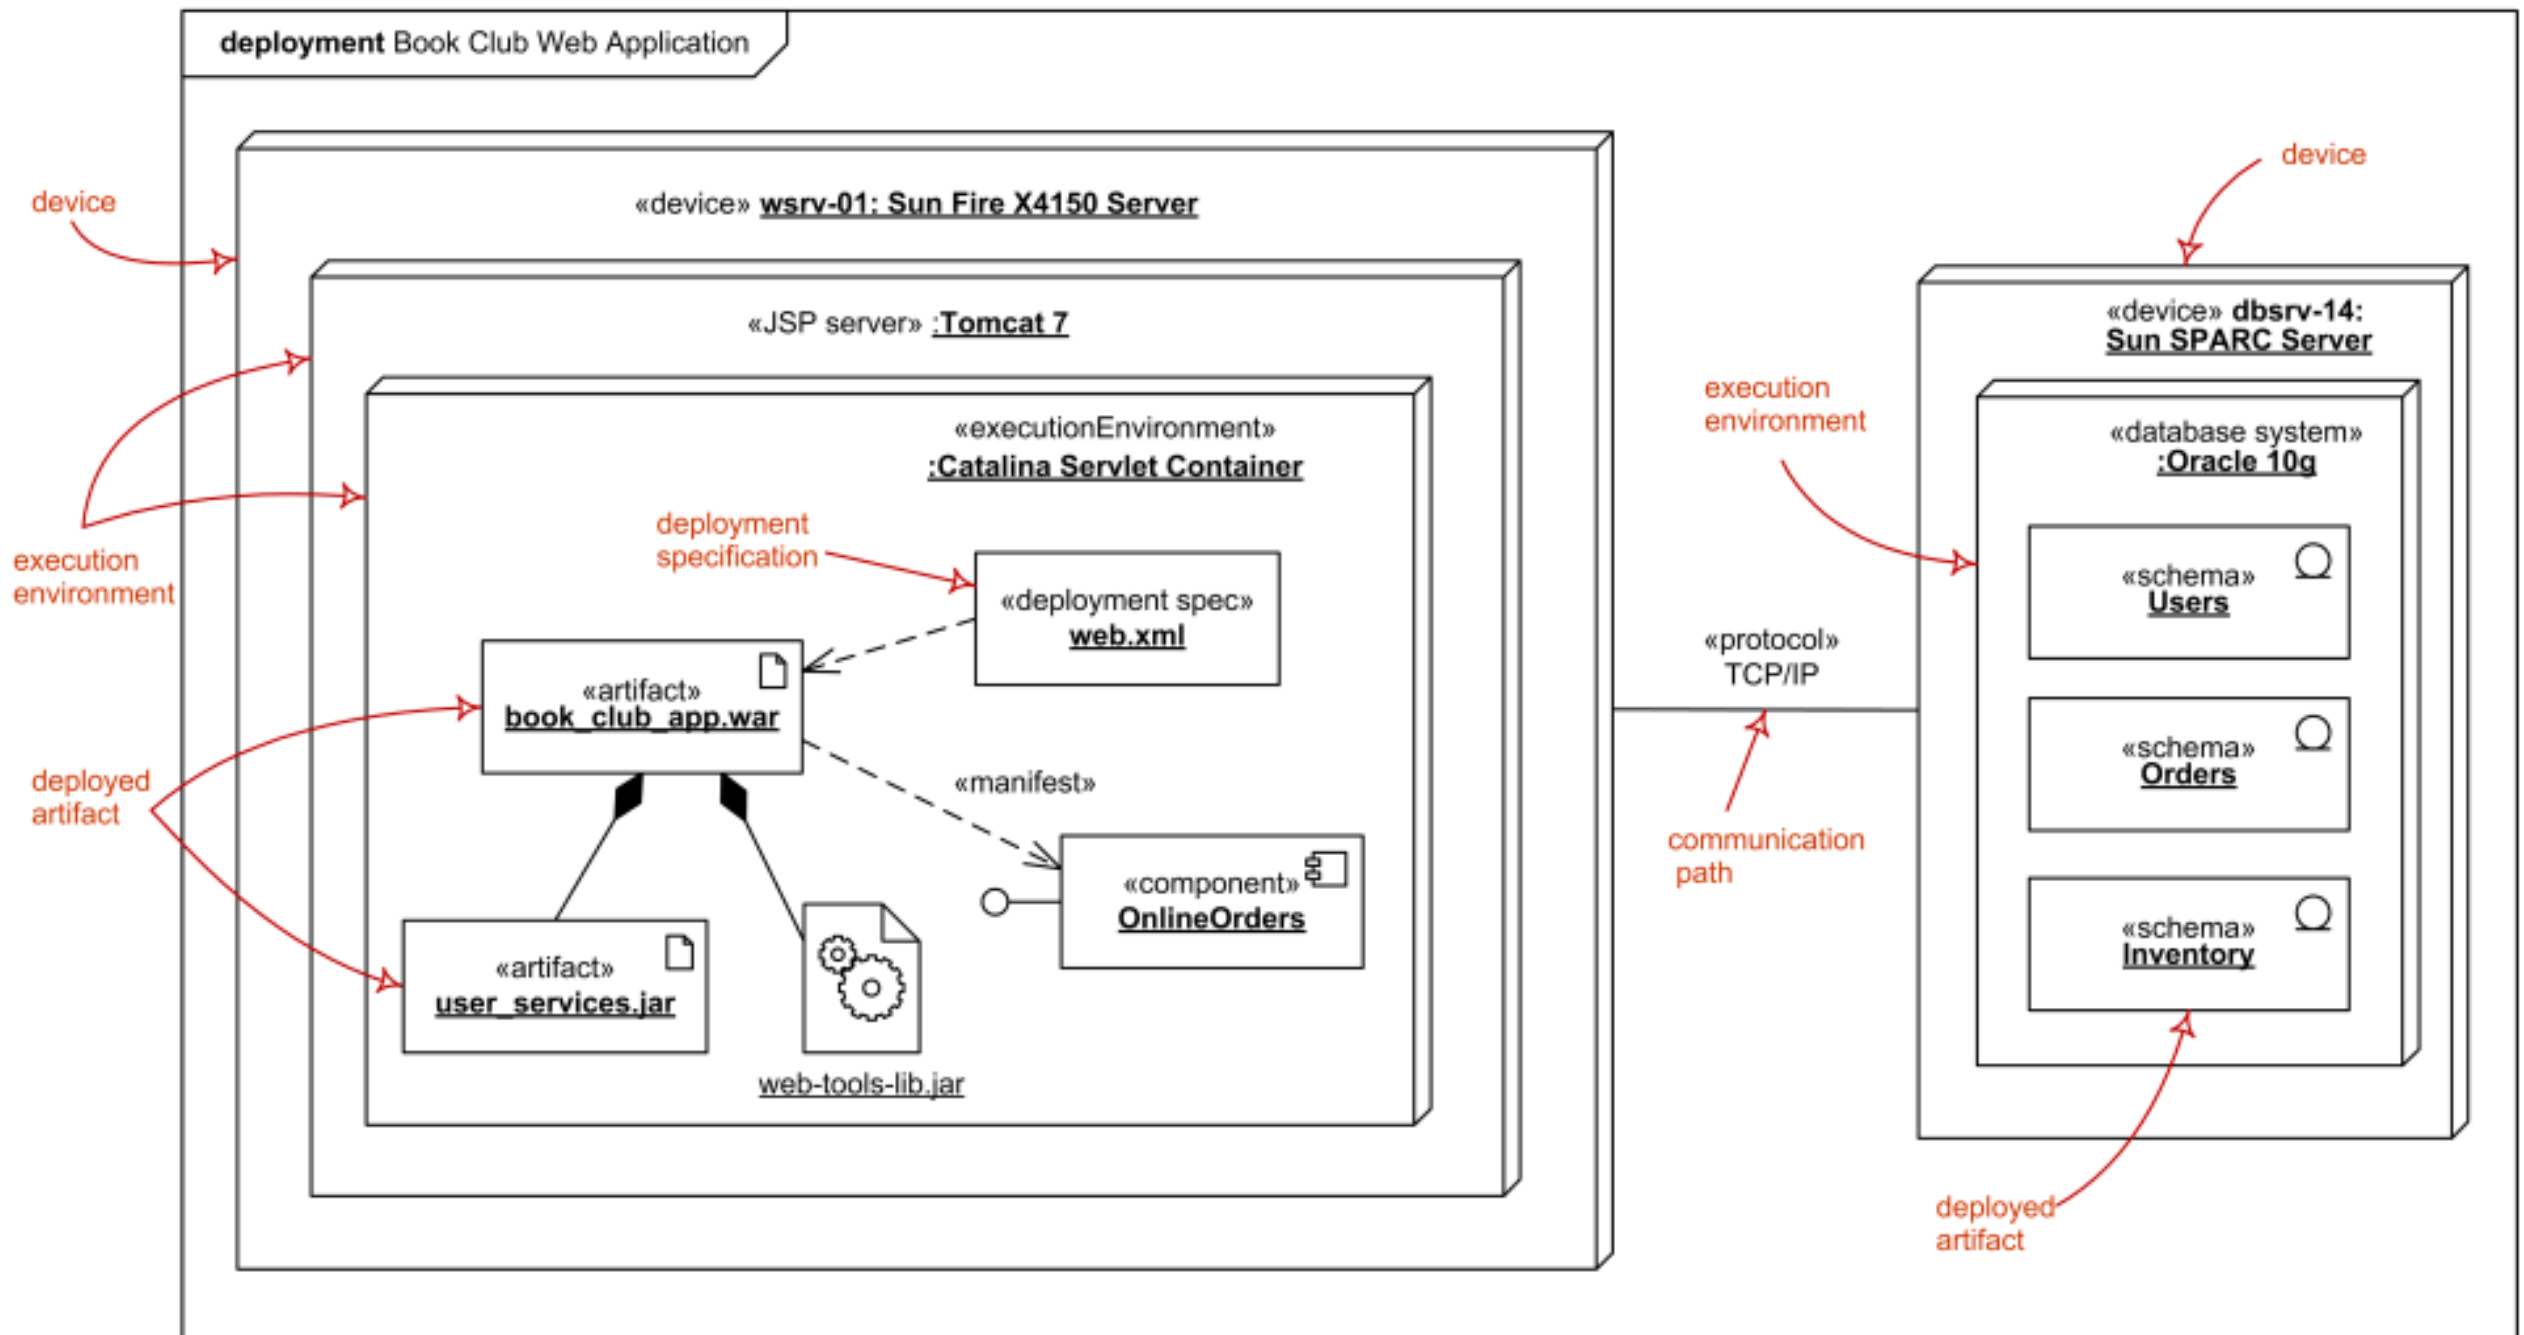 deployment Book Club Web Application
device
«device» wsrv-01: Sun Fire X4150 Server
«JSP server» :Tomcat 7
«executionEnvironment»
:Catalina Servlet Container
execution
environment
deployment
specification
«deployment spec»
web.xml
«artifact»
book_club_app.war
«manifest»
deployed
artifact
«component»
OnlineOrders
«artifact»
user_services.jar
web-tools-lib.jar
«protocol»
TCP/IP
communication
path
device
«device» dbsrv-14:
Sun SPARC Server
execution
environment
«database system»
:Oracle 10g
«schema»
Users
«schema»
Orders
«schema»
Inventory
deployed
artifact